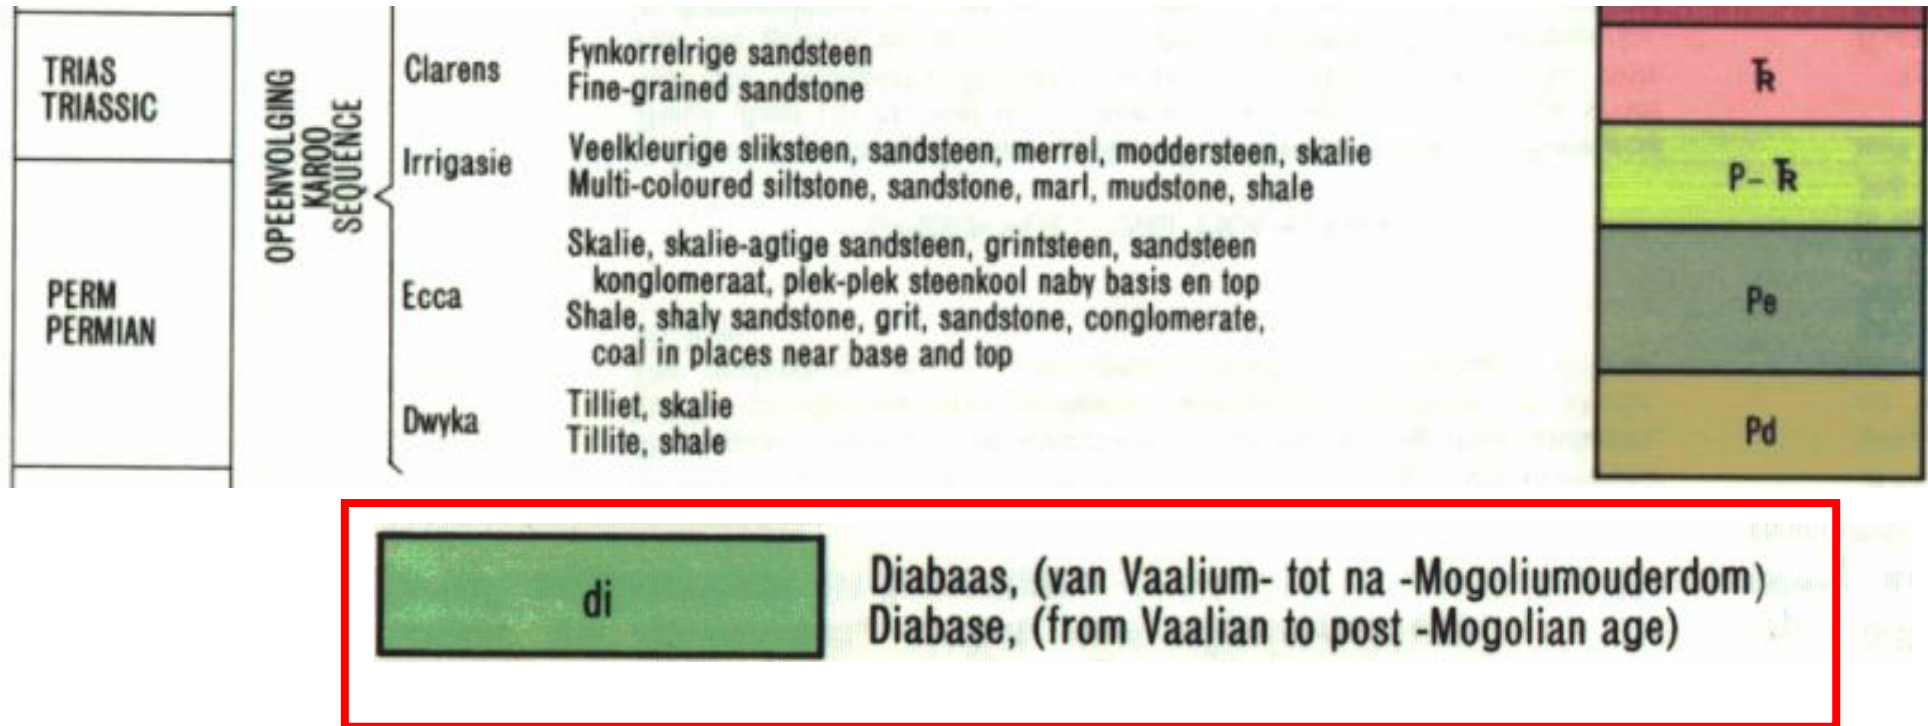 TRIAS
TRIASSIC
PERM
PERMIAN
OPEENVOLGING
KAROO
SEQUENCE
Clarens
Fynkorrelrige sandsteen
Fine-grained sandstone
Irrigasie
Veelkleurige sliksteen, sandsteen, merrel, moddersteen, skalie
Multi-coloured siltstone, sandstone, marl, mudstone, shale
Ecca
Skalie, skalie-agtige sandsteen, grintsteen, sandsteen
konglomeraat, plek-plek steenkool naby basis en top
Shale, shaly sandstone, grit, sandstone, conglomerate,
coal in places near base and top
Dwyka
Tilliet, skalie
Tillite, shale
TR
P-TR
Pe
Pd
di
Diabaas, (van Vaalium- tot na -Mogoliumouderdom)
Diabase, (from Vaalian to post -Mogolian age)